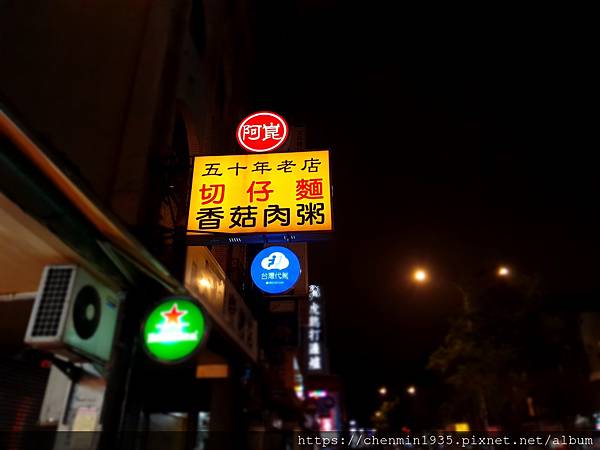 阿崑
五十年老店
切仔麵
香菇肉粥
台灣代駕
https://chenmin1935.pixnet.net/album